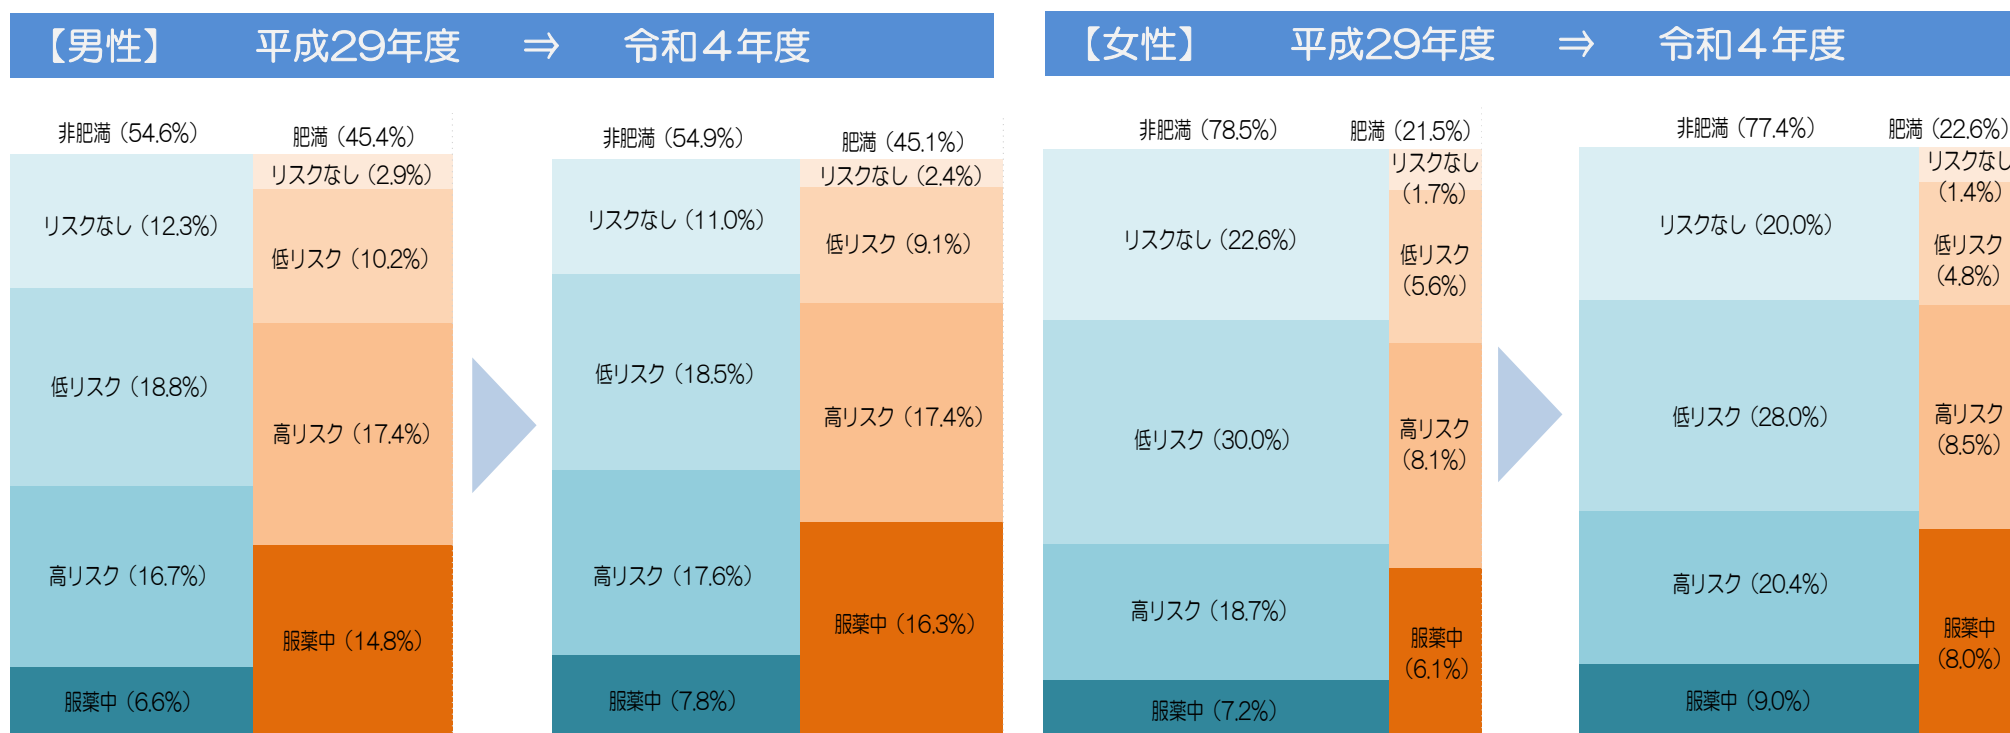 【男性】 平成29年度 ⇒ 令和4年度
非肥満（54.6%）
肥満（45.4%）
リスクなし（12.3%）
低リスク（18.8%）
高リスク（16.7%）
服薬中（6.6%）
リスクなし（2.9%）
低リスク（10.2%）
高リスク（17.4%）
服薬中（14.8%）
非肥満（54.9%）
肥満（45.1%）
リスクなし（11.0%）
低リスク（18.5%）
高リスク（17.6%）
服薬中（7.8%）
リスクなし（2.4%）
低リスク（9.1%）
高リスク（17.4%）
服薬中（16.3%）
【女性】 平成29年度 ⇒ 令和4年度
非肥満（78.5%）
肥満（21.5%）
リスクなし（22.6%）
低リスク（30.0%）
高リスク（18.7%）
服薬中（7.2%）
リスクなし
（1.7%）
低リスク
（5.6%）
高リスク
（8.1%）
服薬中
（6.1%）
非肥満（77.4%）
肥満（22.6%）
リスクなし（20.0%）
低リスク（28.0%）
高リスク（20.4%）
服薬中（9.0%）
リスクなし
（1.4%）
低リスク
（4.8%）
高リスク
（8.5%）
服薬中
（8.0%）